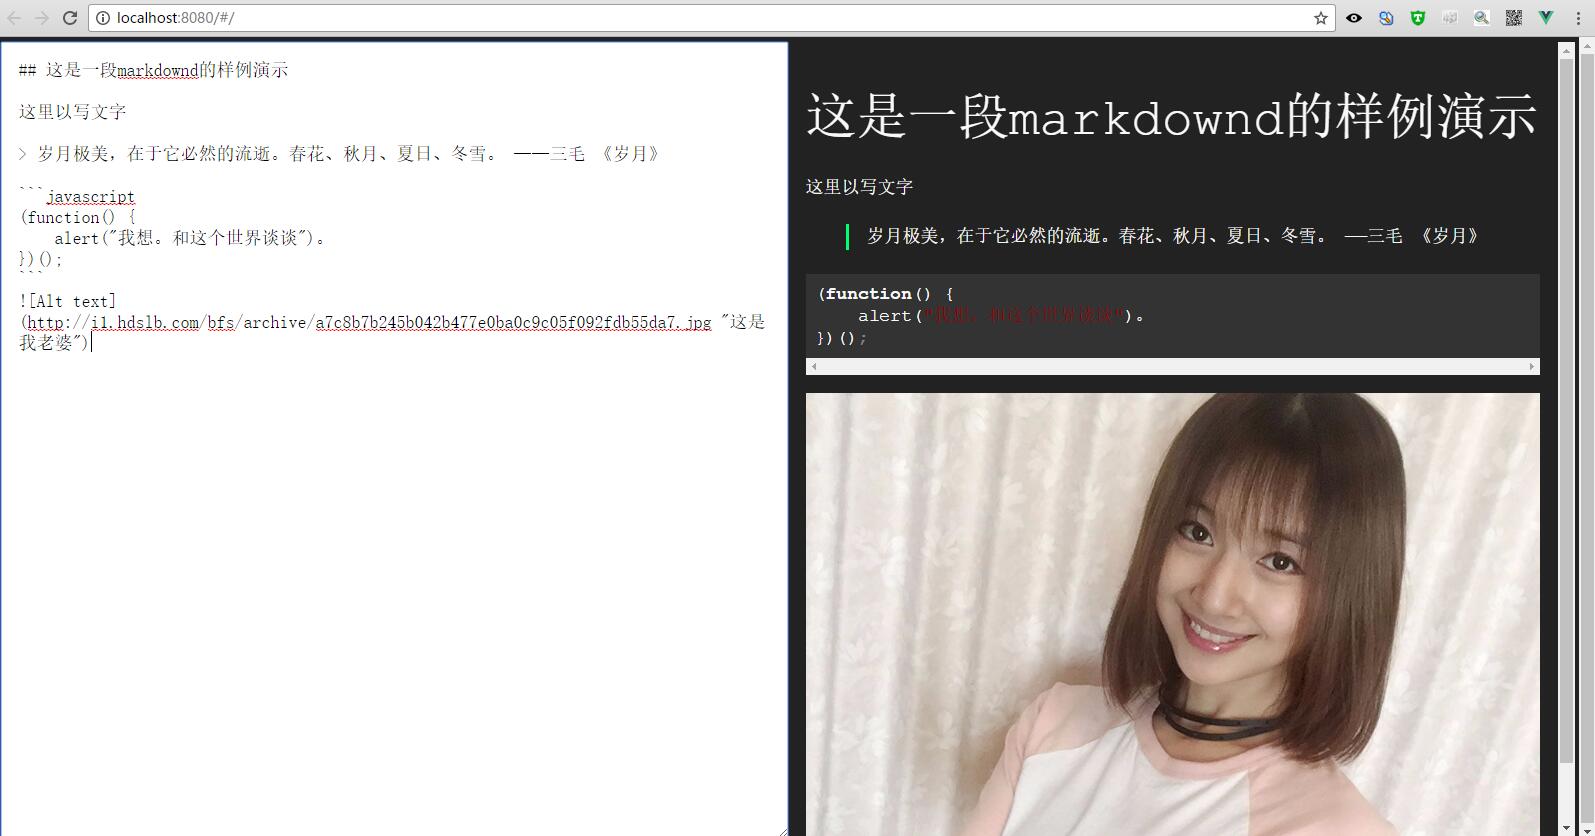 localhost:8080/#/
## 这是一段markdownd的样例演示
这里以写文字
> 岁月极美，在于它必然的流逝。春花、秋月、夏日、冬雪。 ——三毛 《岁月》
```javascript
(function() {
    alert("我想。和这个世界谈谈")。
})();
```
![Alt text]
(http://i1.hdslb.com/bfs/archive/a7c8b7b245b042b477e0ba0c9c05f092fdb55da7.jpg "这是
我老婆")
这是一段markdownd的样例演示
这里以写文字
岁月极美，在于它必然的流逝。春花、秋月、夏日、冬雪。 ——三毛 《岁月》
(function() {
    alert("我想。和这个世界谈谈")。
})();